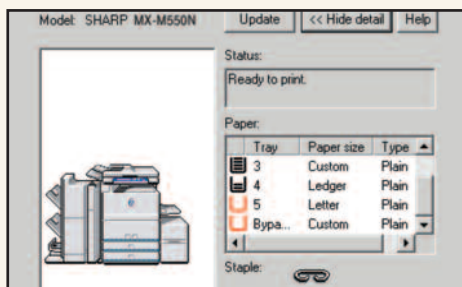 Model: SHARP MX-M550N
Update
<< Hide detail
Help
Status:
Ready to print.
Paper:
Tray Paper size Type
3 Custom Plain
4 Ledger Plain
5 Letter Plain
Bypa... Custom Plain
Staple: